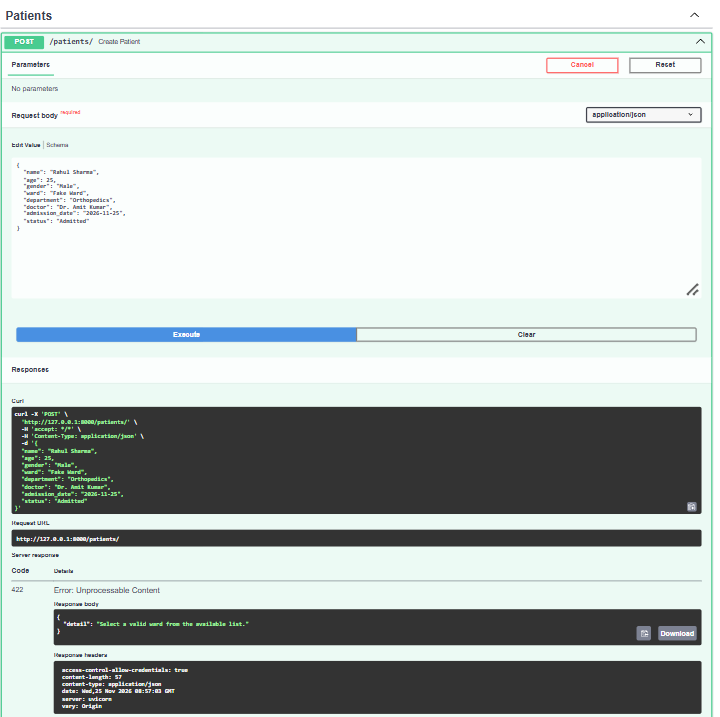 Patients
POST /patients/ Create Patient
Parameters
Cancel
Reset
No parameters
Request body required
application/json
Edit Value | Schema
{
"name": "Rahul Sharma",
"age": 25,
"gender": "Male",
"ward": "Fake Ward",
"department": "Orthopedics",
"doctor": "Dr. Amit Kumar",
"admission_date": "2026-11-25",
"status": "Admitted"
}
Execute
Clear
Responses
Curl
curl -X 'POST' \
'http://127.0.0.1:8000/patients/' \
-H 'accept: */*' \
-H 'Content-Type: application/json' \
-d '{
"name": "Rahul Sharma",
"age": 25,
"gender": "Male",
"ward": "Fake Ward",
"department": "Orthopedics",
"doctor": "Dr. Amit Kumar",
"admission_date": "2026-11-25",
"status": "Admitted"
}'
Request URL
http://127.0.0.1:8000/patients/
Server response
Code Details
422 Error: Unprocessable Content
Response body
{
"detail": "Select a valid ward from the available list."
}
Download
Response headers
access-control-allow-credentials: true
content-length: 57
content-type: application/json
date: Wed,25 Nov 2026 08:57:03 GMT
server: uvicorn
vary: Origin